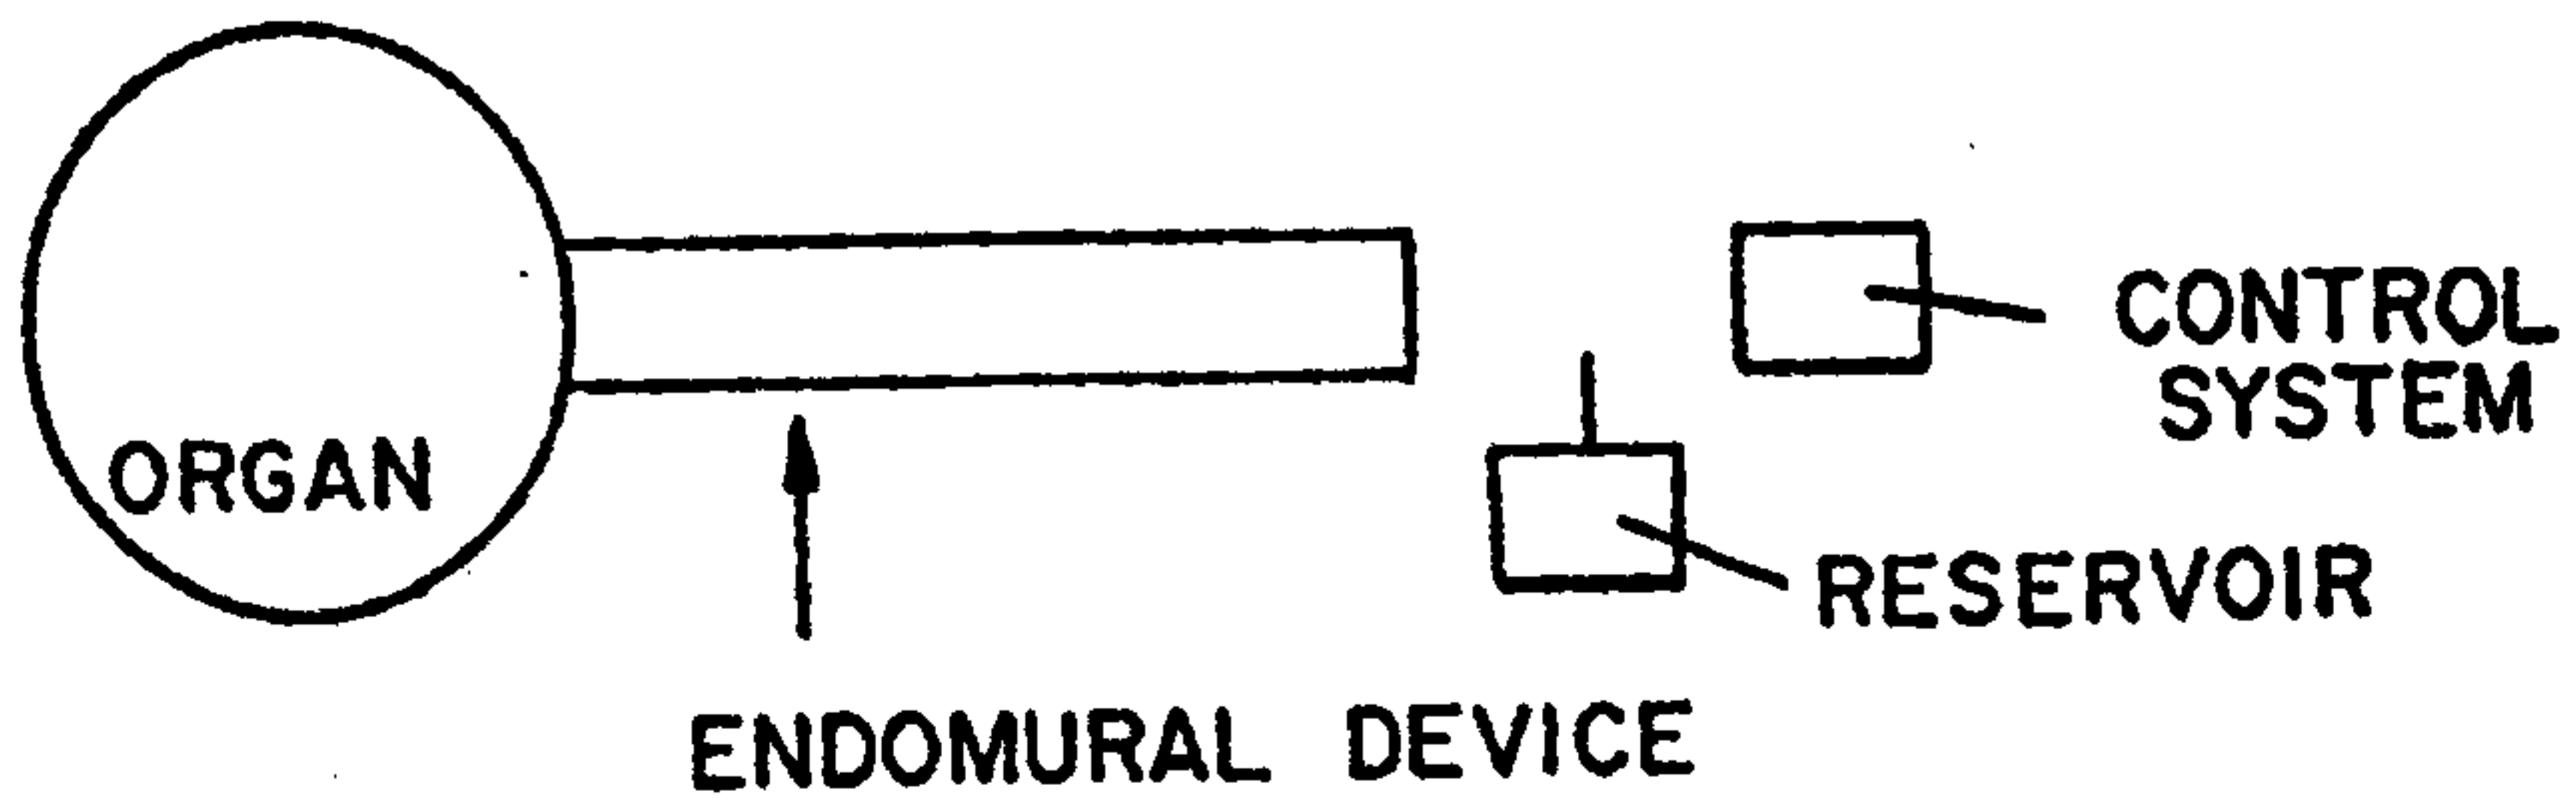 CONTROL
SYSTEM
ORGAN
RESERVOIR
ENDOMURAL DEVICE